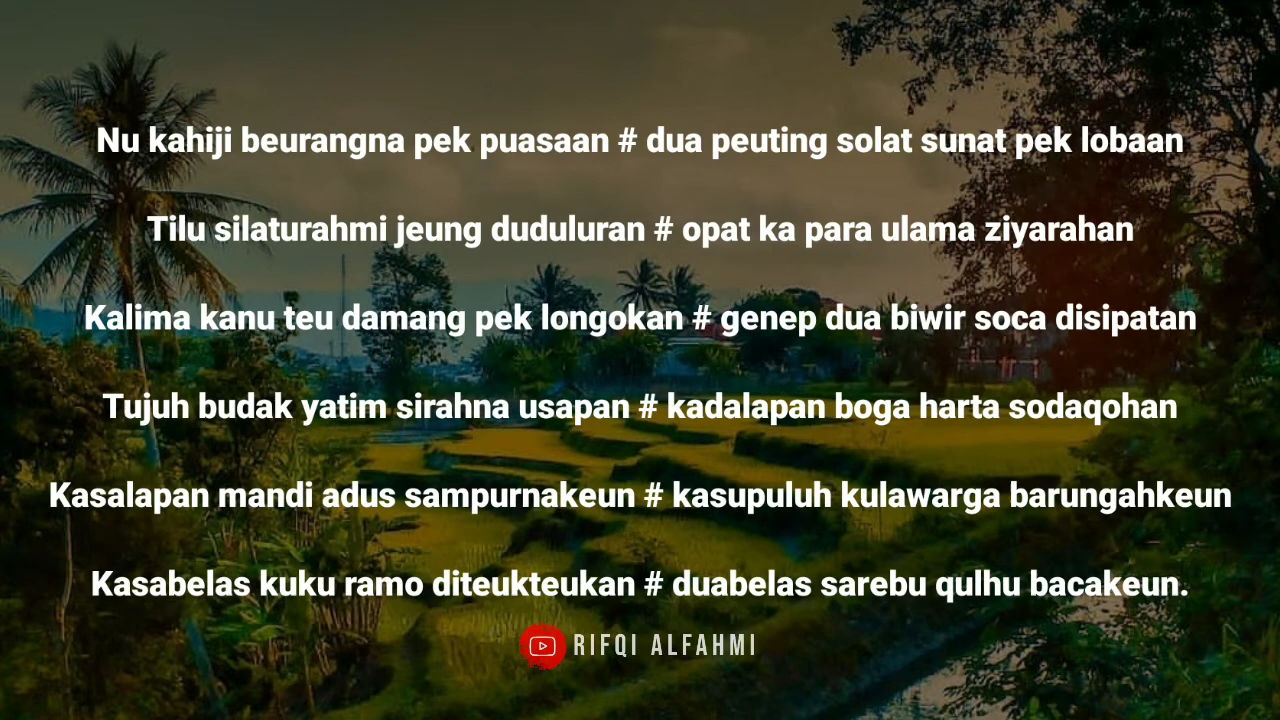 Nu kahiji beurangna pek puasaan # dua peuting solat sunat pek lobaan
Tilu silaturahmi jeung duduluran # opat ka para ulama ziyarahan
Kalima kanu teu damang pek longokan # genep dua biwir soca disipatan
Tujuh budak yatim sirahna usapan # kadalapan boga harta sodaqohan
Kasalapan mandi adus sampurnakeun # kasupuluh kulawarga barungahkeun
Kasabelas kuku ramo diteukteukan # duabelas sarebu qulhu bacakeun.
RIFQI ALFAHMI